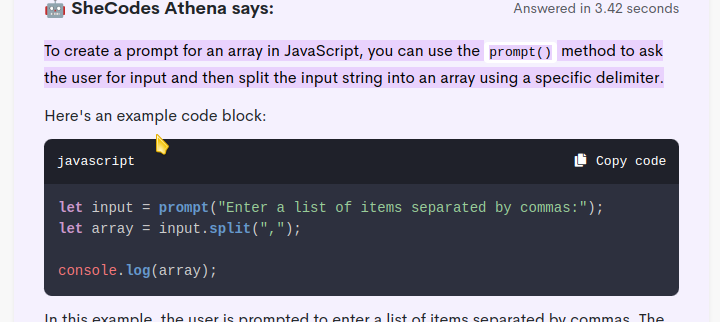 🤖 SheCodes Athena says:
Answered in 3.42 seconds
To create a prompt for an array in JavaScript, you can use the prompt() method to ask
the user for input and then split the input string into an array using a specific delimiter.
Here's an example code block:
javascript
Copy code
let input = prompt("Enter a list of items separated by commas:");
let array = input.split(",");
console.log(array);
In this example, the user is prompted to enter a list of items separated by commas. The